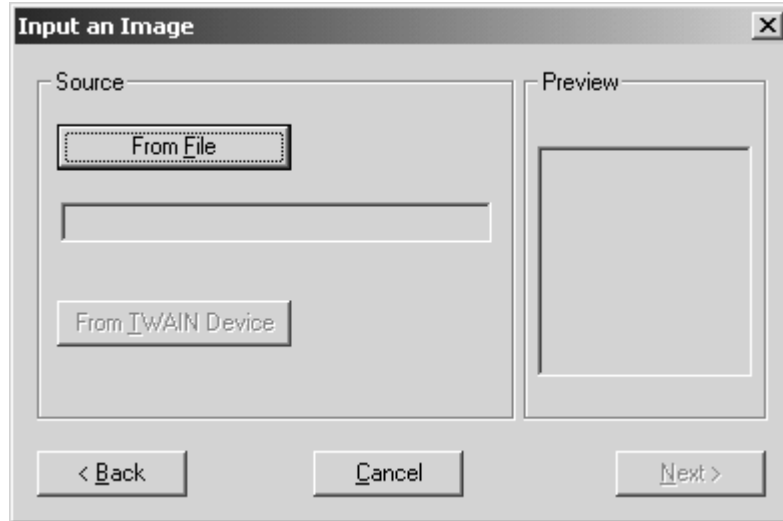 Input an Image
Source
From File
From TWAIN Device
Preview
< Back
Cancel
Next >